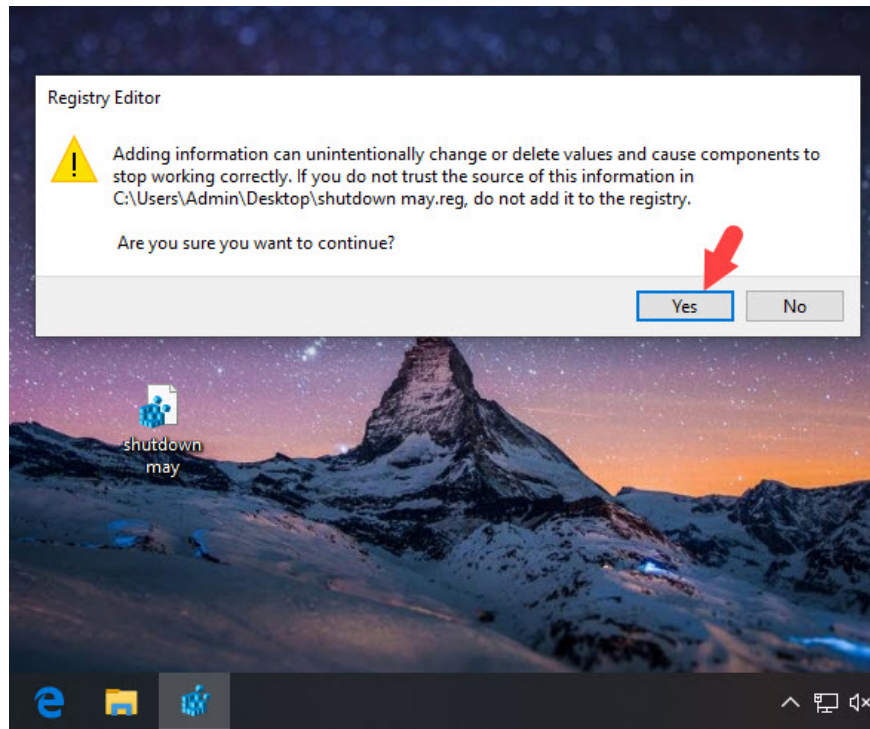 Registry Editor
Adding information can unintentionally change or delete values and cause components to
stop working correctly. If you do not trust the source of this information in
C:\Users\Admin\Desktop\shutdown may.reg, do not add it to the registry.
Are you sure you want to continue?
Yes
No
shutdown
may